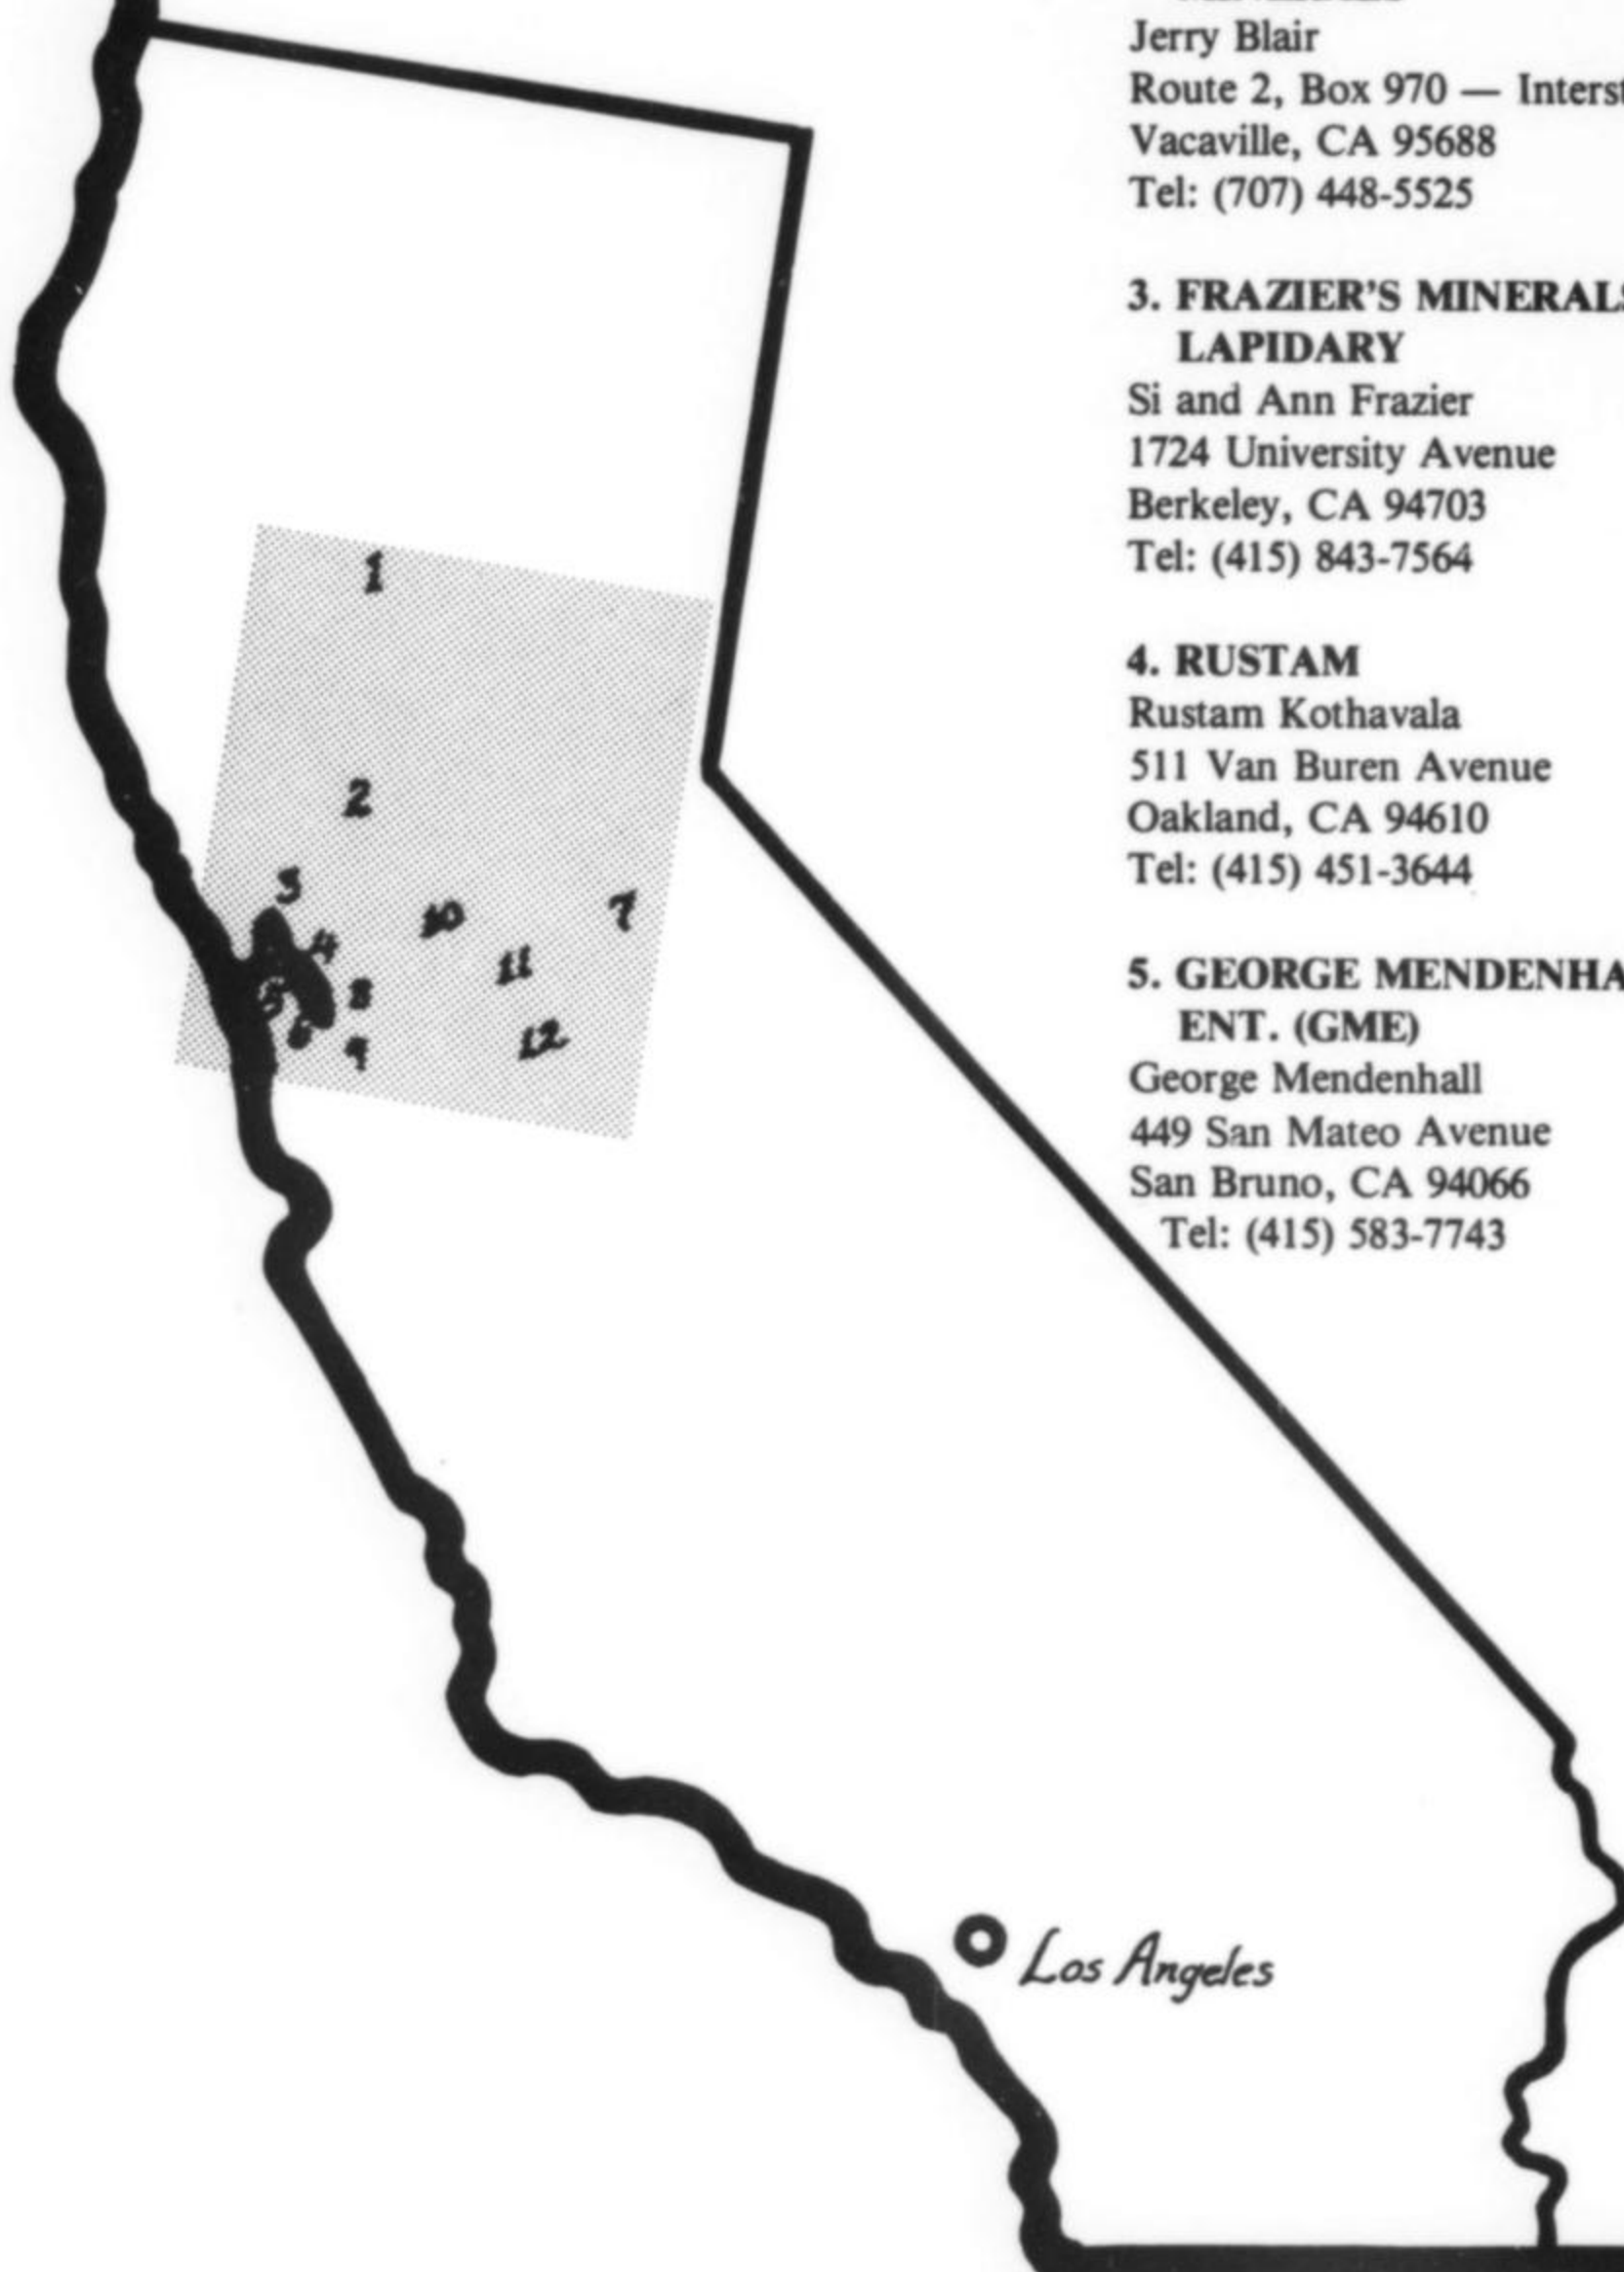 Jerry Blair
Route 2, Box 970 — Interst
Vacaville, CA 95688
Tel: (707) 448-5525
3. FRAZIER'S MINERALS
LAPIDARY
Si and Ann Frazier
1724 University Avenue
Berkeley, CA 94703
Tel: (415) 843-7564
4. RUSTAM
Rustam Kothavala
511 Van Buren Avenue
Oakland, CA 94610
Tel: (415) 451-3644
5. GEORGE MENDENHA
ENT. (GME)
George Mendenhall
449 San Mateo Avenue
San Bruno, CA 94066
Tel: (415) 583-7743
1
2
3
10
7
4
11
5
8
6
9
12
Los Angeles